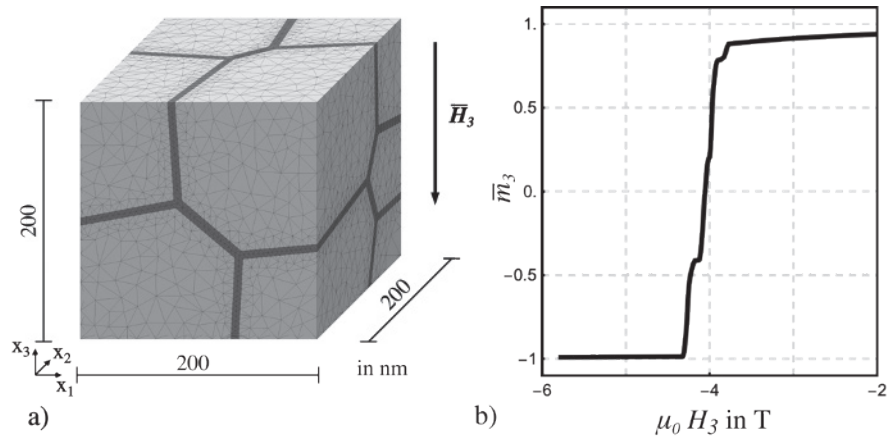 200
H̅₃
200
200
in nm
x₃
x₂
x₁
a)
1.
0.5
0.
−0.5
−1
m̅₃
−6
−4
−2
μ₀ H₃ in T
b)